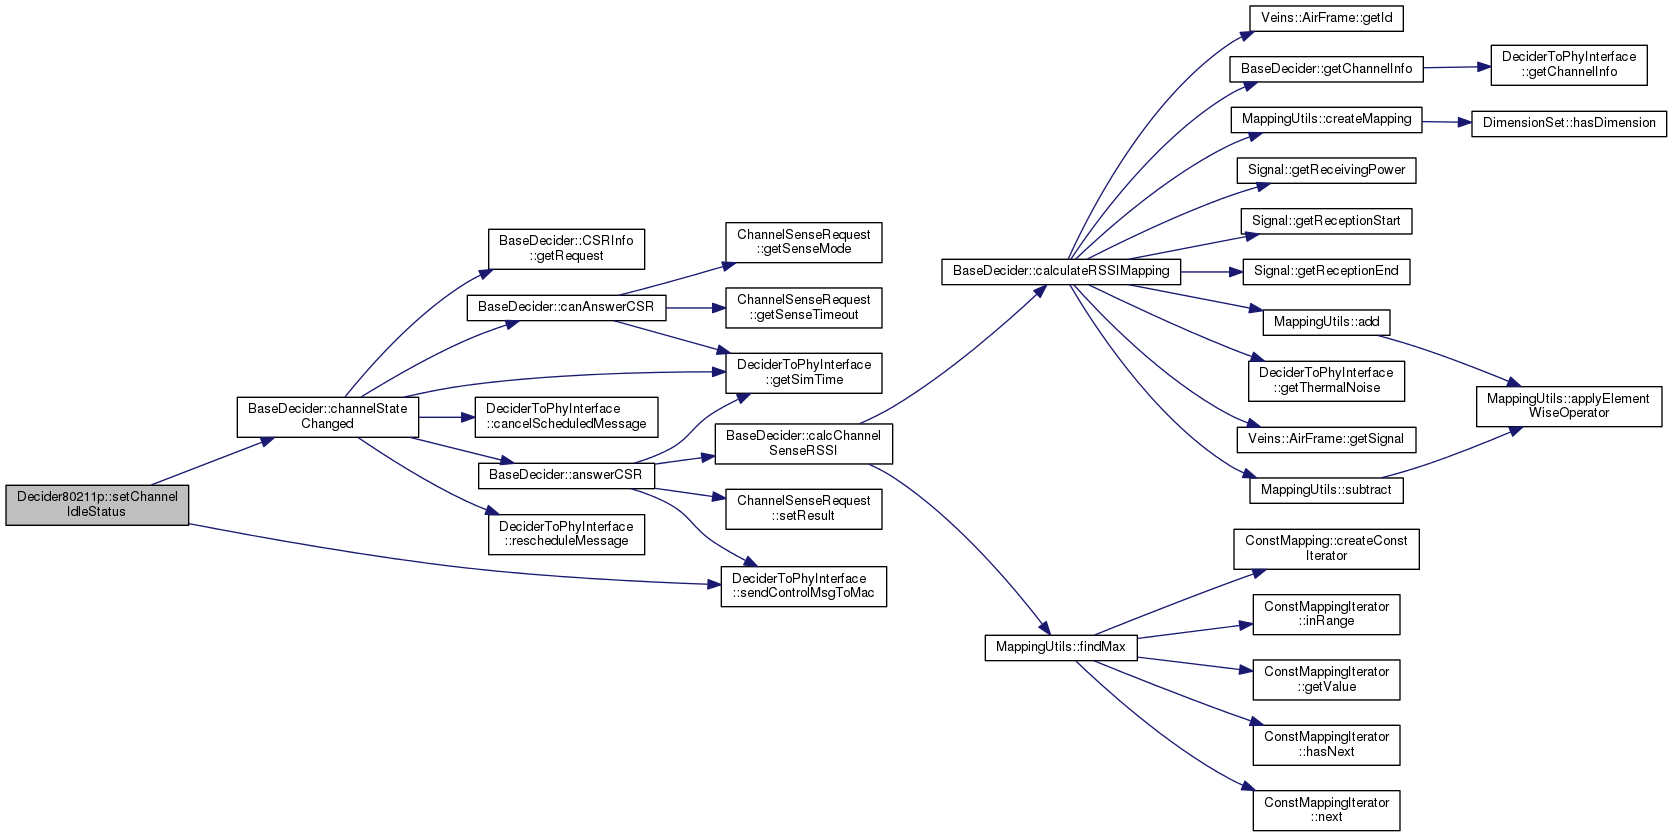 Decider80211p::setChannel
IdleStatus
BaseDecider::channelState
Changed
BaseDecider::CSRInfo
::getRequest
BaseDecider::canAnswerCSR
DeciderToPhyInterface
::cancelScheduledMessage
BaseDecider::answerCSR
DeciderToPhyInterface
::rescheduleMessage
ChannelSenseRequest
::getSenseMode
ChannelSenseRequest
::getSenseTimeout
DeciderToPhyInterface
::getSimTime
BaseDecider::calcChannel
SenseRSSI
ChannelSenseRequest
::setResult
DeciderToPhyInterface
::sendControlMsgToMac
BaseDecider::calculateRSSIMapping
MappingUtils::findMax
Veins::AirFrame::getId
BaseDecider::getChannelInfo
MappingUtils::createMapping
Signal::getReceivingPower
Signal::getReceptionStart
Signal::getReceptionEnd
MappingUtils::add
DeciderToPhyInterface
::getThermalNoise
Veins::AirFrame::getSignal
MappingUtils::subtract
ConstMapping::createConst
Iterator
ConstMappingIterator
::inRange
ConstMappingIterator
::getValue
ConstMappingIterator
::hasNext
ConstMappingIterator
::next
DeciderToPhyInterface
::getChannelInfo
DimensionSet::hasDimension
MappingUtils::applyElement
WiseOperator